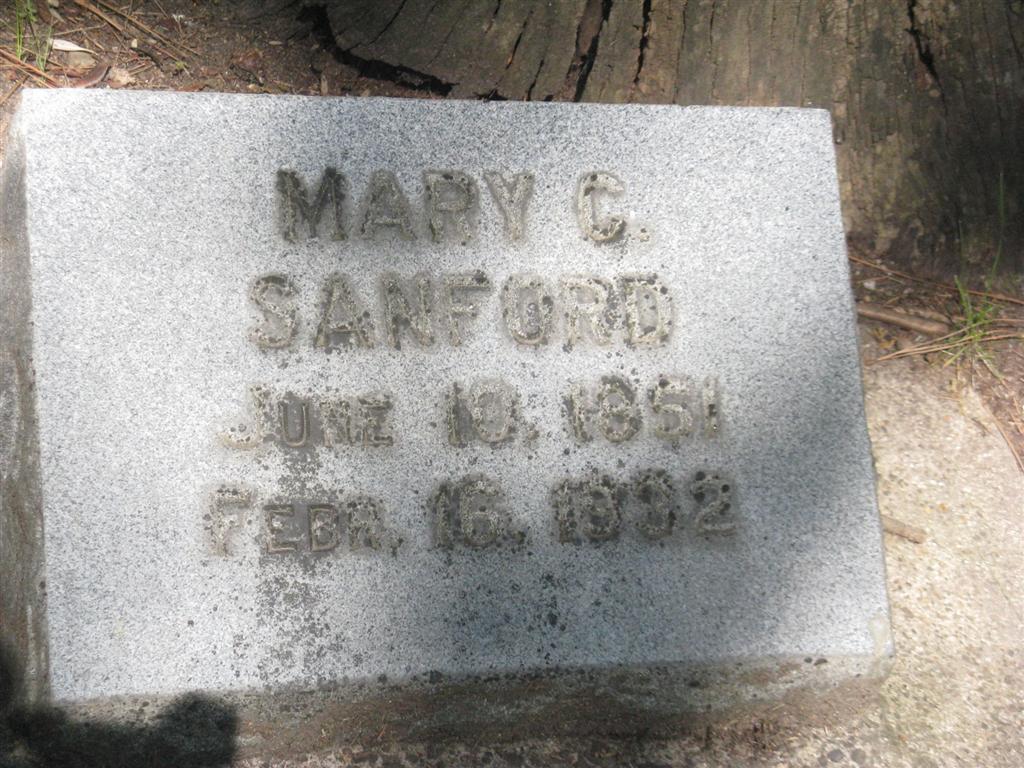 MARY C.
SANFORD
JUNE 10, 1851
FEBR. 16, 1932